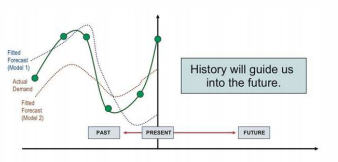 Fitted
Forecast
(Model 1)
Actual
Demand
Fitted
Forecast
(Model 2)
History will guide us
into the future.
PAST
PRESENT
FUTURE